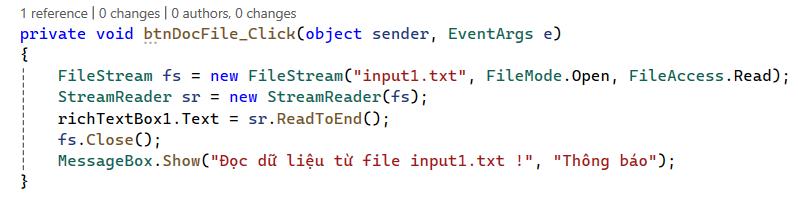 1 reference | 0 changes | 0 authors, 0 changes
private void btnDocFile_Click(object sender, EventArgs e)
{
FileStream fs = new FileStream("input1.txt", FileMode.Open, FileAccess.Read);
StreamReader sr = new StreamReader(fs);
richTextBox1.Text = sr.ReadToEnd();
fs.Close();
MessageBox.Show("Đọc dữ liệu từ file input1.txt !", "Thông báo");
}